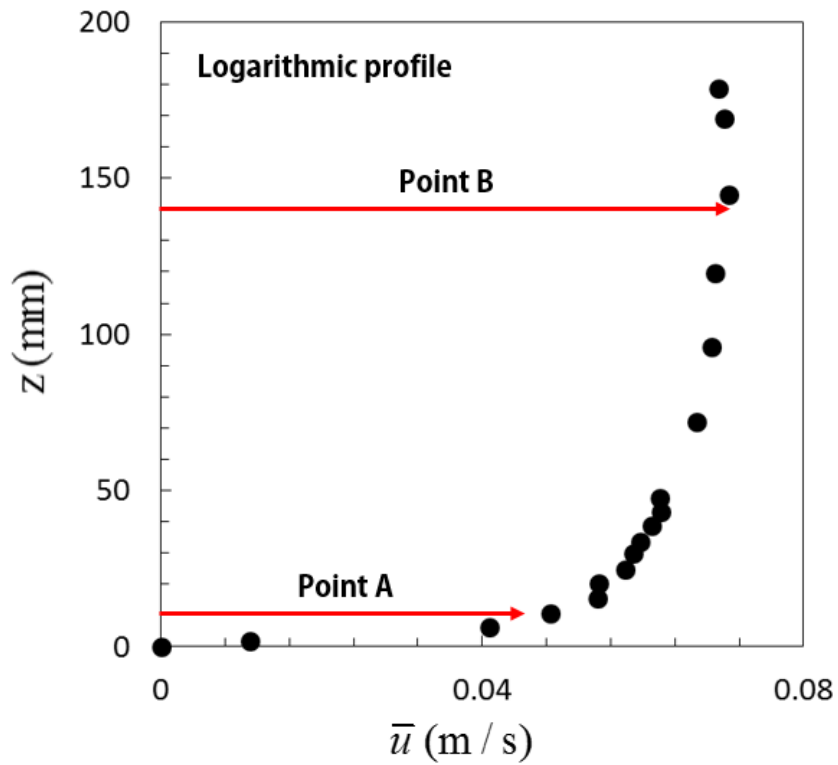 200
Logarithmic profile
Point B
150
z (mm)
100
50
Point A
0
0 0.04 0.08
u̅ (m / s)